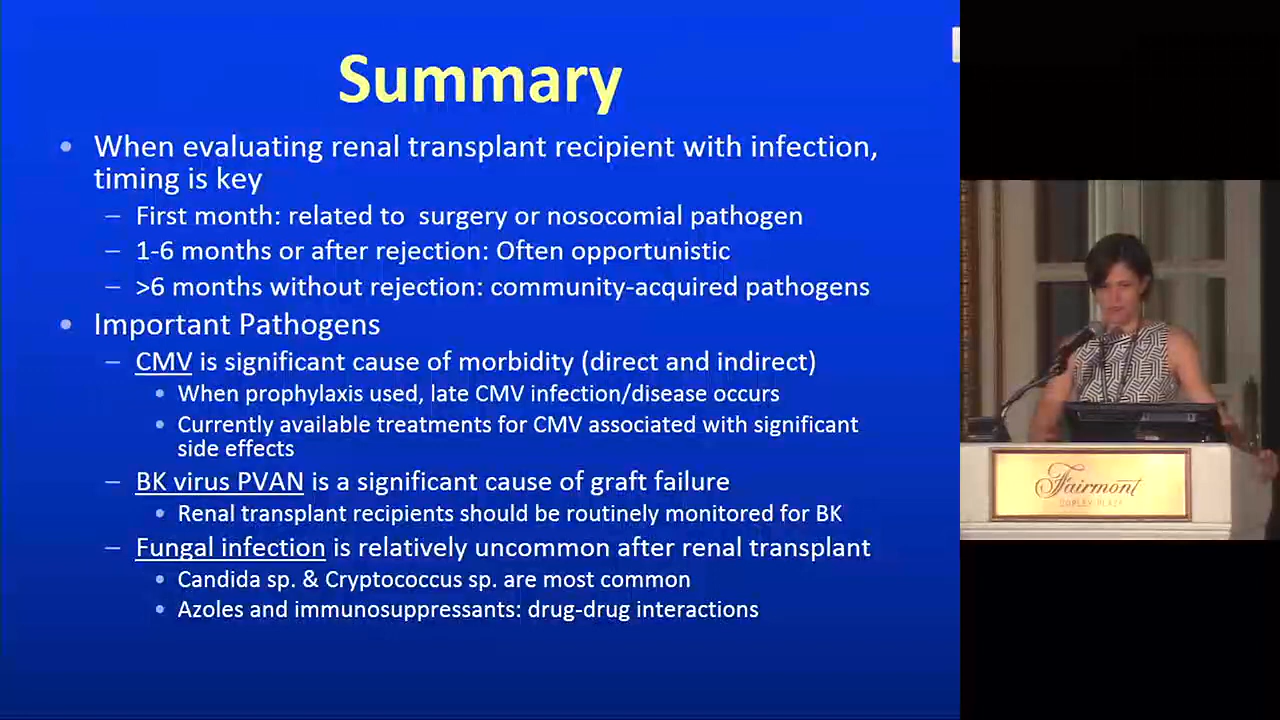 Summary
• When evaluating renal transplant recipient with infection,
timing is key
– First month: related to surgery or nosocomial pathogen
– 1-6 months or after rejection: Often opportunistic
– >6 months without rejection: community-acquired pathogens
• Important Pathogens
– CMV is significant cause of morbidity (direct and indirect)
• When prophylaxis used, late CMV infection/disease occurs
• Currently available treatments for CMV associated with significant
side effects
– BK virus PVAN is a significant cause of graft failure
• Renal transplant recipients should be routinely monitored for BK
– Fungal infection is relatively uncommon after renal transplant
• Candida sp. & Cryptococcus sp. are most common
• Azoles and immunosuppressants: drug-drug interactions
Fairmont
COPLEY PLAZA